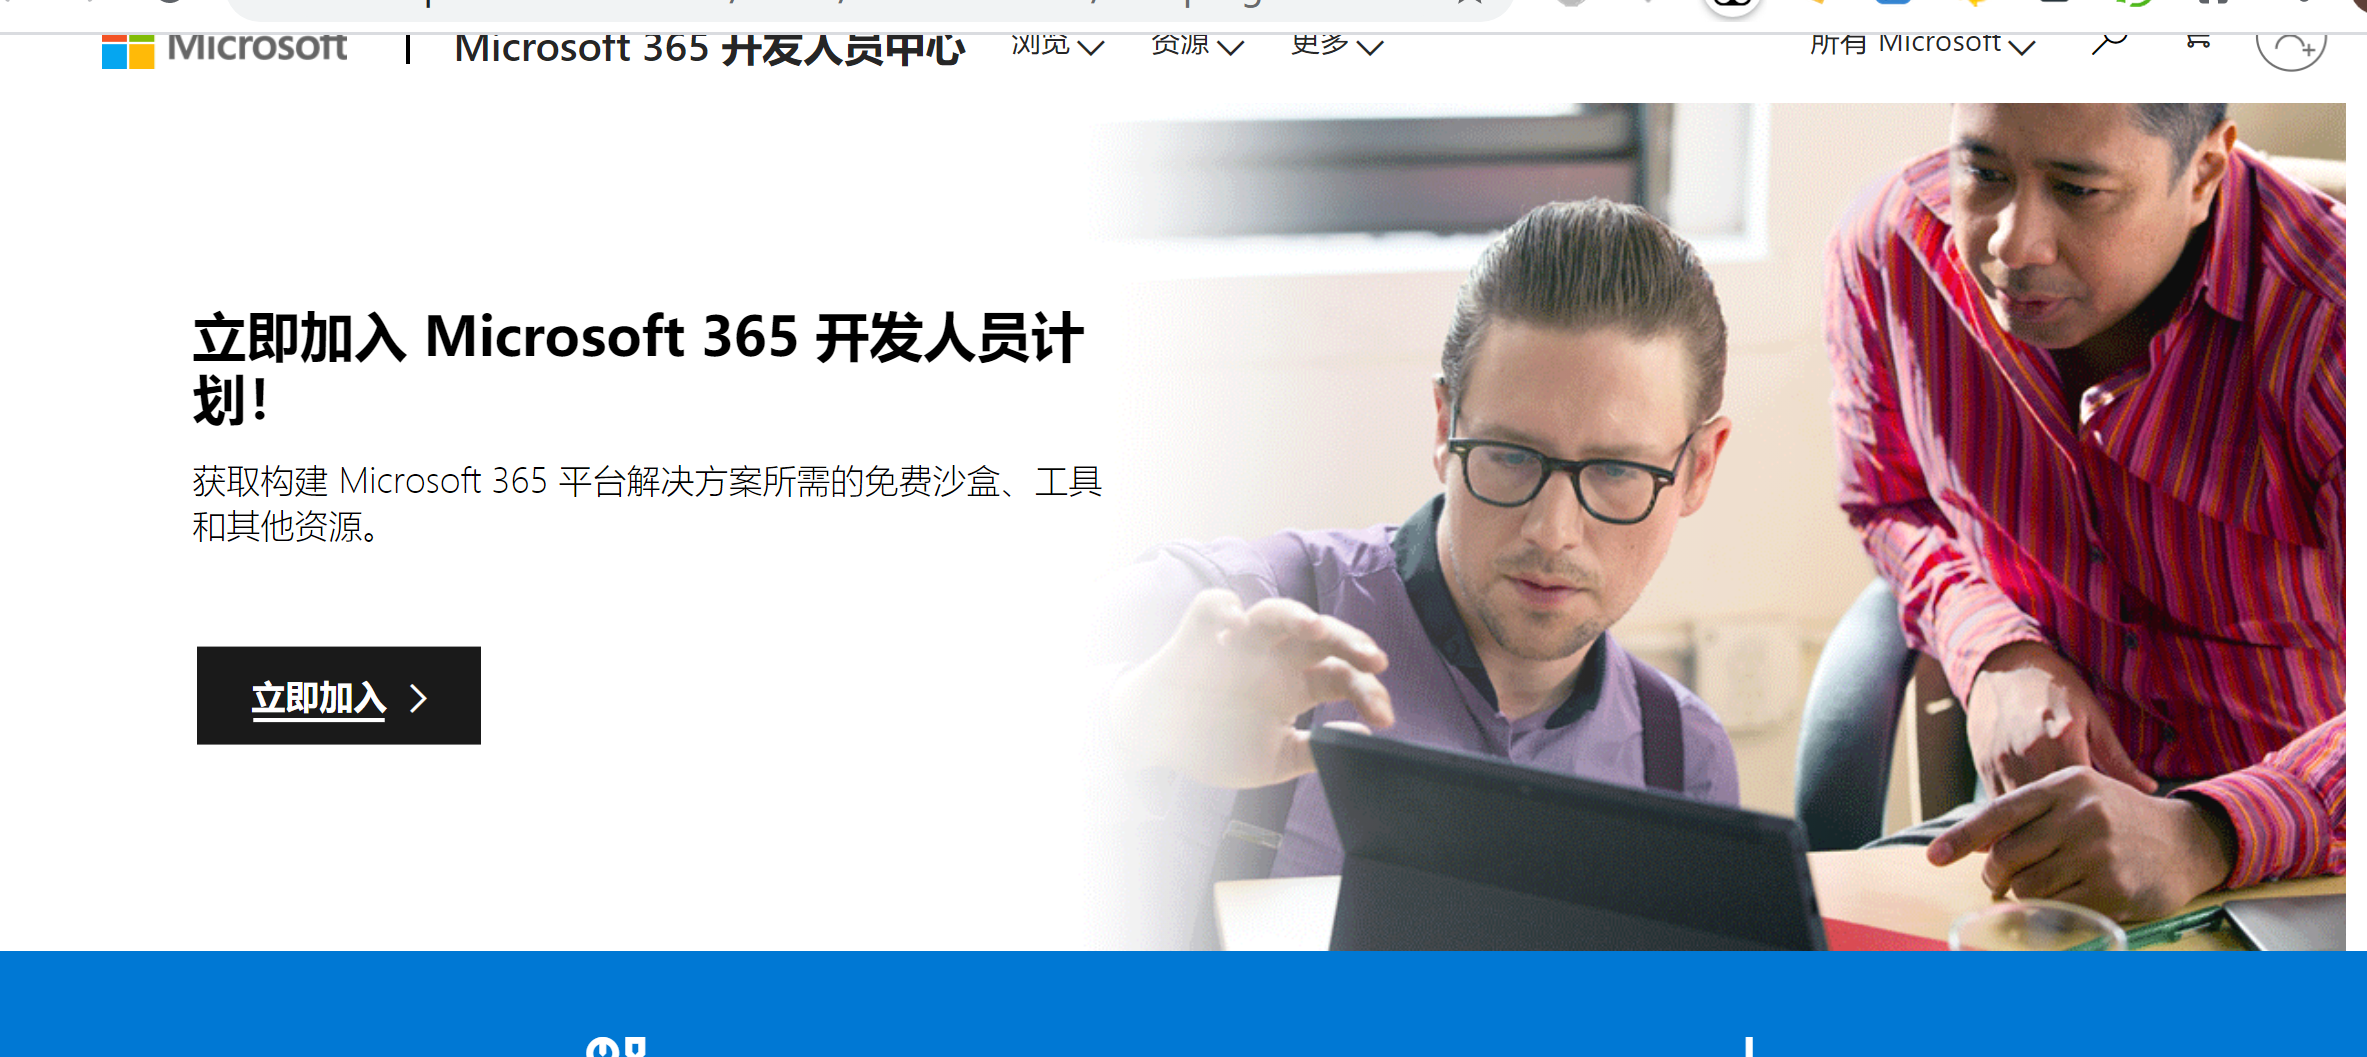 Microsoft
Microsoft 365 开发人员中心
浏览
资源
更多
所有 Microsoft
立即加入 Microsoft 365 开发人员计
划！
获取构建 Microsoft 365 平台解决方案所需的免费沙盒、工具
和其他资源。
立即加入